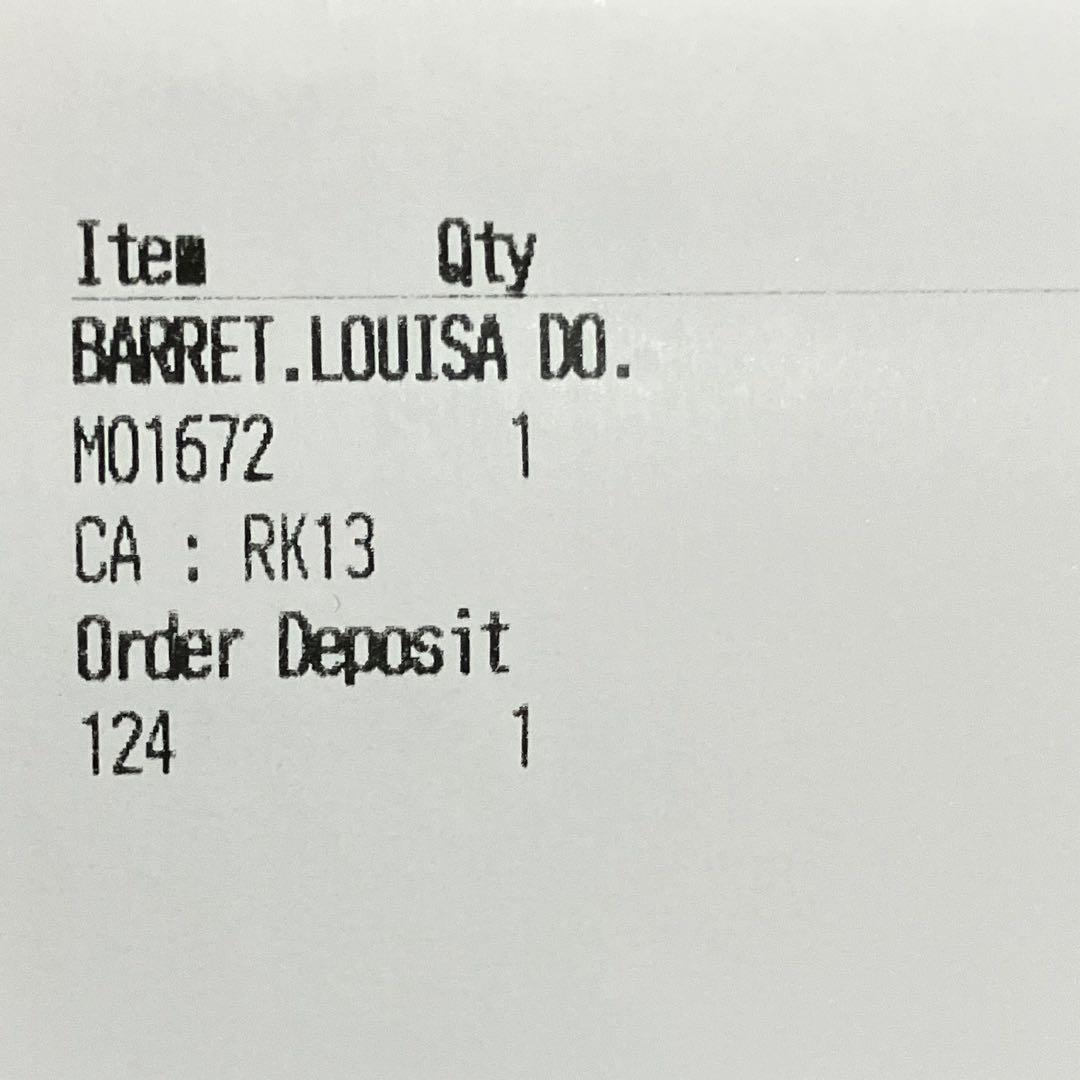 Item Qty
BARRET.LOUISA DO.
M01672 1
CA : RK13
Order Deposit
124 1